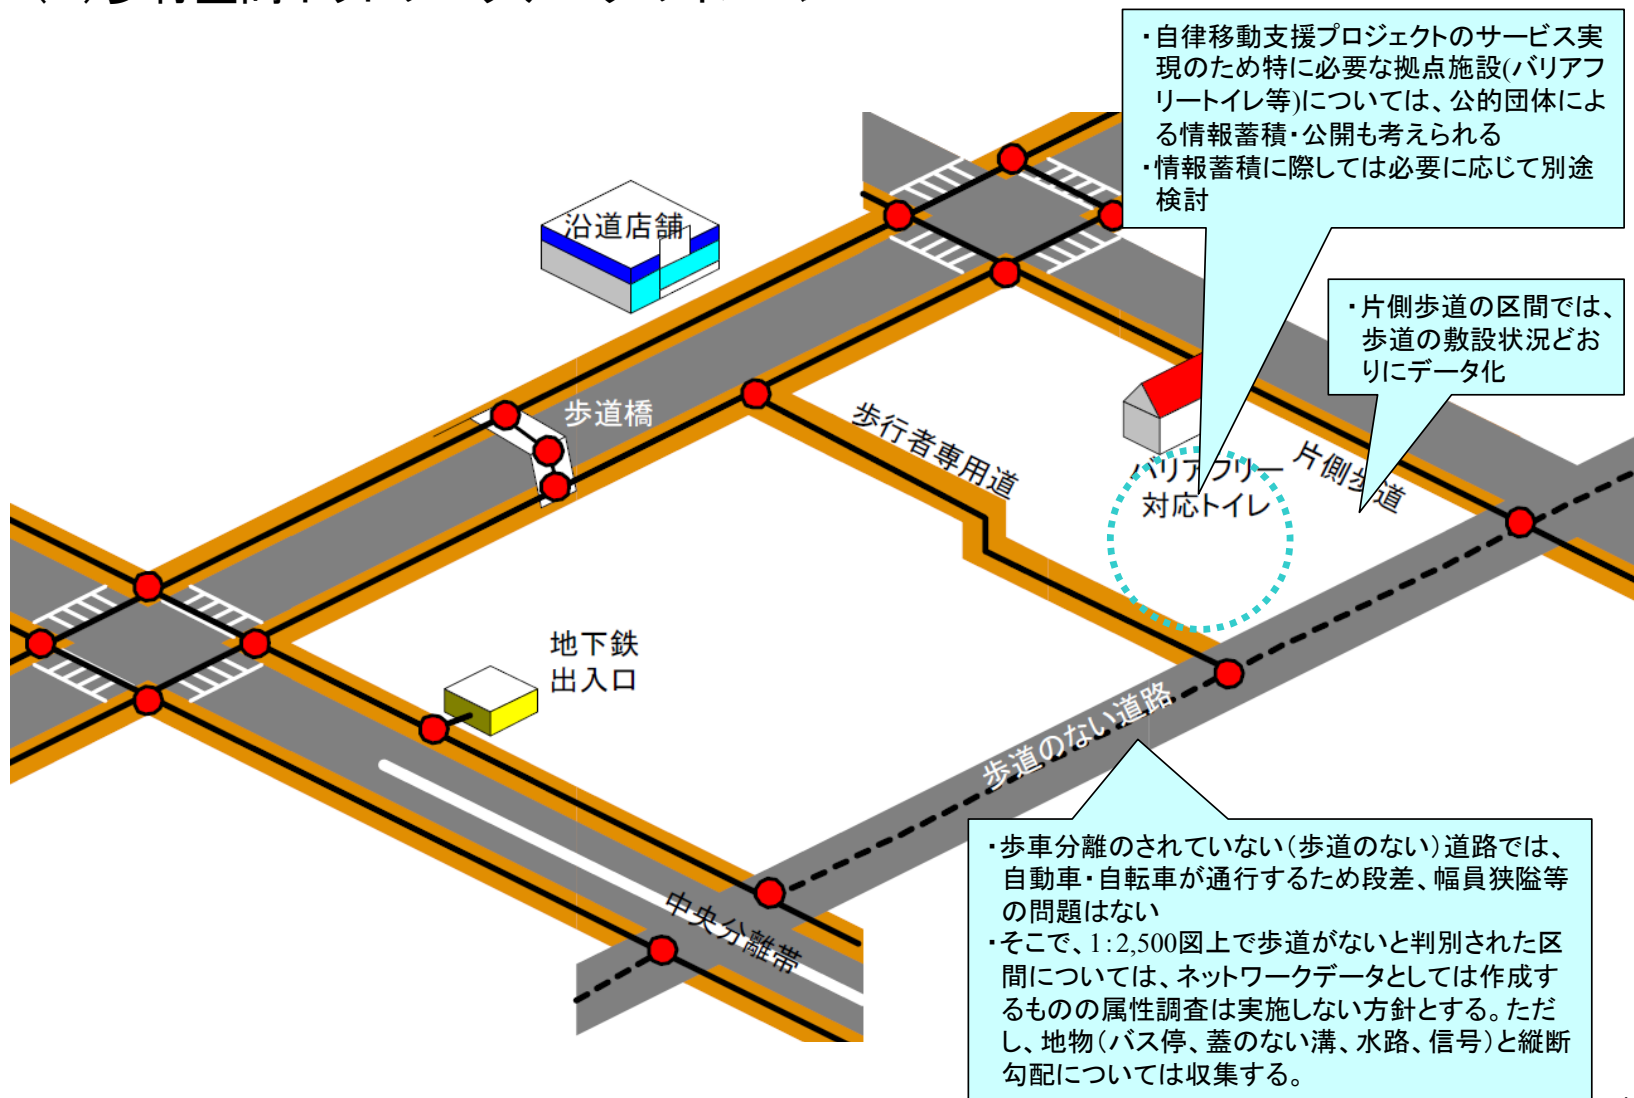 ・自律移動支援プロジェクトのサービス実
現のため特に必要な拠点施設(バリアフ
リートイレ等)については、公的団体によ
る情報蓄積・公開も考えられる
・情報蓄積に際しては必要に応じて別途
検討
沿道店舗
・片側歩道の区間では、
歩道の敷設状況どお
りにデータ化
歩道橋
歩行者専用道
バリアフリー
対応トイレ
片側歩道
地下鉄
出入口
歩道のない道路
中央分離帯
・歩車分離のされていない(歩道のない)道路では、
自動車・自転車が通行するため段差、幅員狭隘等
の問題はない
・そこで、1:2,500図上で歩道がないと判別された区
間については、ネットワークデータとしては作成す
るものの属性調査は実施しない方針とする。ただ
し、地物(バス停、蓋のない溝、水路、信号)と縦断
勾配については収集する。